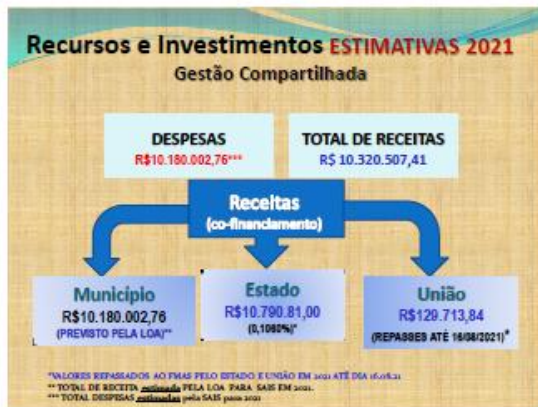 Recursos e Investimentos ESTIMATIVAS 2021
Gestão Compartilhada
DESPESAS
R$10.180.002,76***
TOTAL DE RECEITAS
R$ 10.320.507,41
Receitas
(co-financiamento)
Município
R$10.180.002,76
(PREVISTO PELA LOA)**
Estado
R$10.790.81,00
(0,1060%)*
União
R$129.713,84
(REPASSES ATÉ 16/08/2021)*
*VALORES REPASSADOS AO FMAS PELO ESTADO E UNIÃO EM 2021 ATÉ DIA 16.08.21
** TOTAL DE RECEITA estimada PELA LOA PARA SAIS EM 2021.
*** TOTAL DESPESAS estimadas pela SAIS para 2021